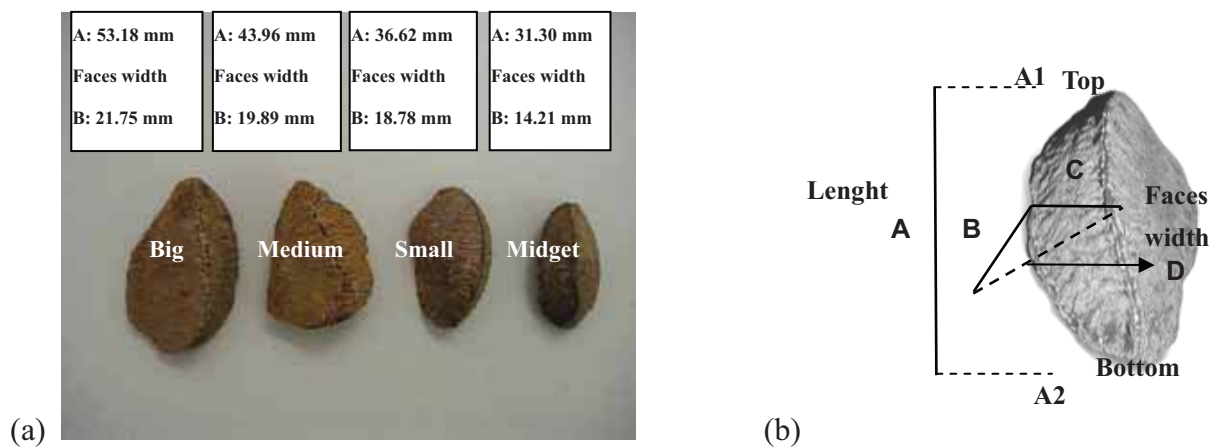 A: 53.18 mm
Faces width
B: 21.75 mm
A: 43.96 mm
Faces width
B: 19.89 mm
A: 36.62 mm
Faces width
B: 18.78 mm
A: 31.30 mm
Faces width
B: 14.21 mm
Big
Medium
Small
Midget
(a)
A1
Top
C
Lenght
A
B
Faces
width
D
Bottom
A2
(b)